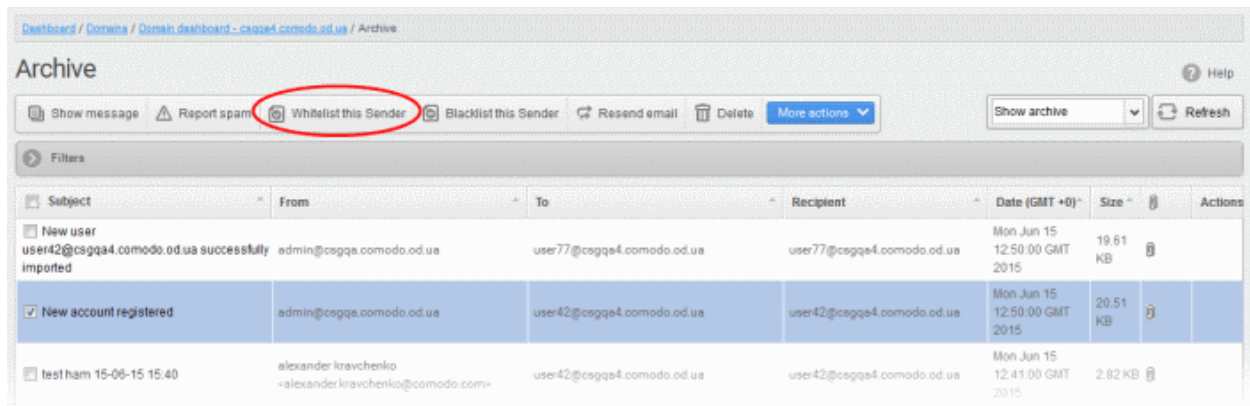 Dashboard / Domains / Domain dashboard - csgqa4.comodo.od.ua / Archive
Archive
Help
Show message Report spam Whitelist this Sender Blacklist this Sender Resend email Delete More actions Show archive Refresh
Filters
Subject From To Recipient Date (GMT +0) Size Actions
New user
user42@csgqa4.comodo.od.ua successfully
imported
admin@csgqa.comodo.od.ua
user77@csgqa4.comodo.od.ua
user77@csgqa4.comodo.od.ua
Mon Jun 15
12:50:00 GMT
2015
19.61
KB
New account registered
admin@csgqa.comodo.od.ua
user42@csgqa4.comodo.od.ua
user42@csgqa4.comodo.od.ua
Mon Jun 15
12:50:00 GMT
2015
20.51
KB
test ham 15-06-15 15:40
alexander kravchenko
<alexander.kravchenko@comodo.com>
user42@csgqa4.comodo.od.ua
user42@csgqa4.comodo.od.ua
Mon Jun 15
12:41:00 GMT
2015
2.82 KB